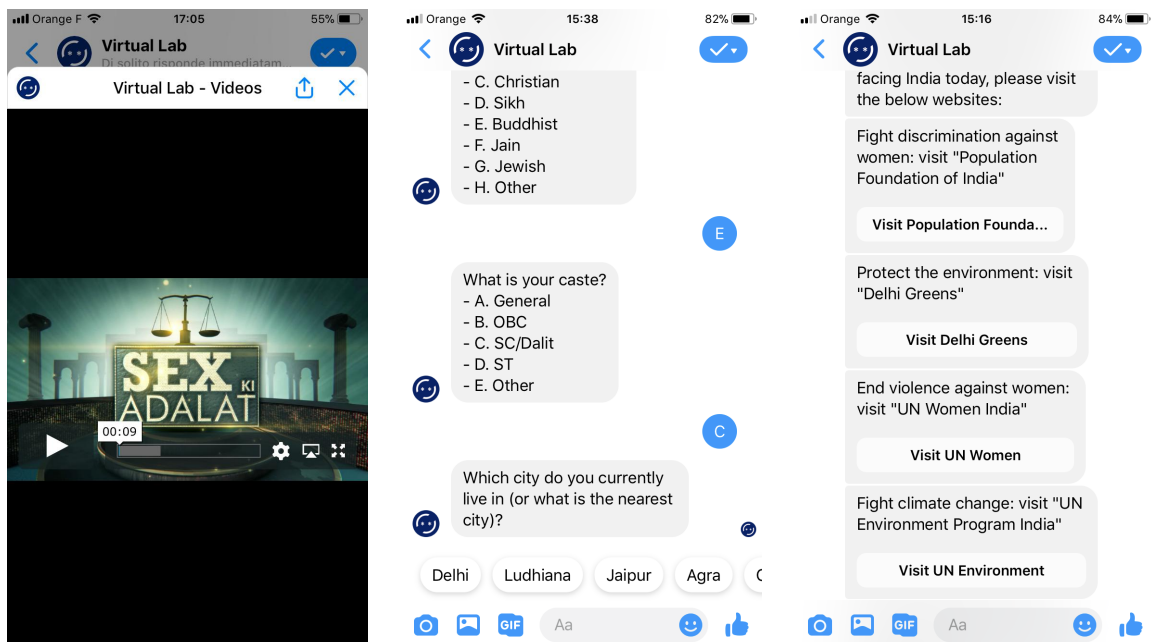 Orange F
17:05
55%
Virtual Lab
Di solito risponde immediatam...
Virtual Lab - Videos
SEX KI
ADALAT
00:09
Orange
15:38
82%
Virtual Lab
- C. Christian
- D. Sikh
- E. Buddhist
- F. Jain
- G. Jewish
- H. Other
E
What is your caste?
- A. General
- B. OBC
- C. SC/Dalit
- D. ST
- E. Other
C
Which city do you currently
live in (or what is the nearest
city)?
Delhi
Ludhiana
Jaipur
Agra
GIF
Aa
Orange
15:16
84%
Virtual Lab
facing India today, please visit
the below websites:
Fight discrimination against
women: visit "Population
Foundation of India"
Visit Population Founda...
Protect the environment: visit
"Delhi Greens"
Visit Delhi Greens
End violence against women:
visit "UN Women India"
Visit UN Women
Fight climate change: visit "UN
Environment Program India"
Visit UN Environment
GIF
Aa